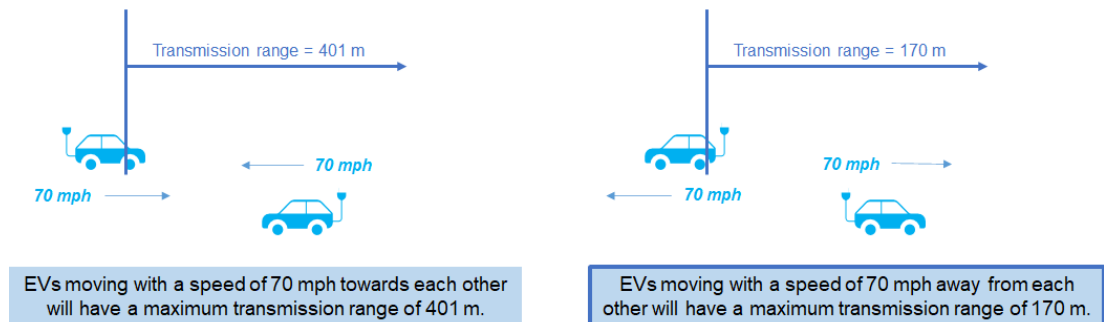 Transmission range = 401 m
70 mph
70 mph
EVs moving with a speed of 70 mph towards each other
will have a maximum transmission range of 401 m.
Transmission range = 170 m
70 mph
70 mph
EVs moving with a speed of 70 mph away from each
other will have a maximum transmission range of 170 m.